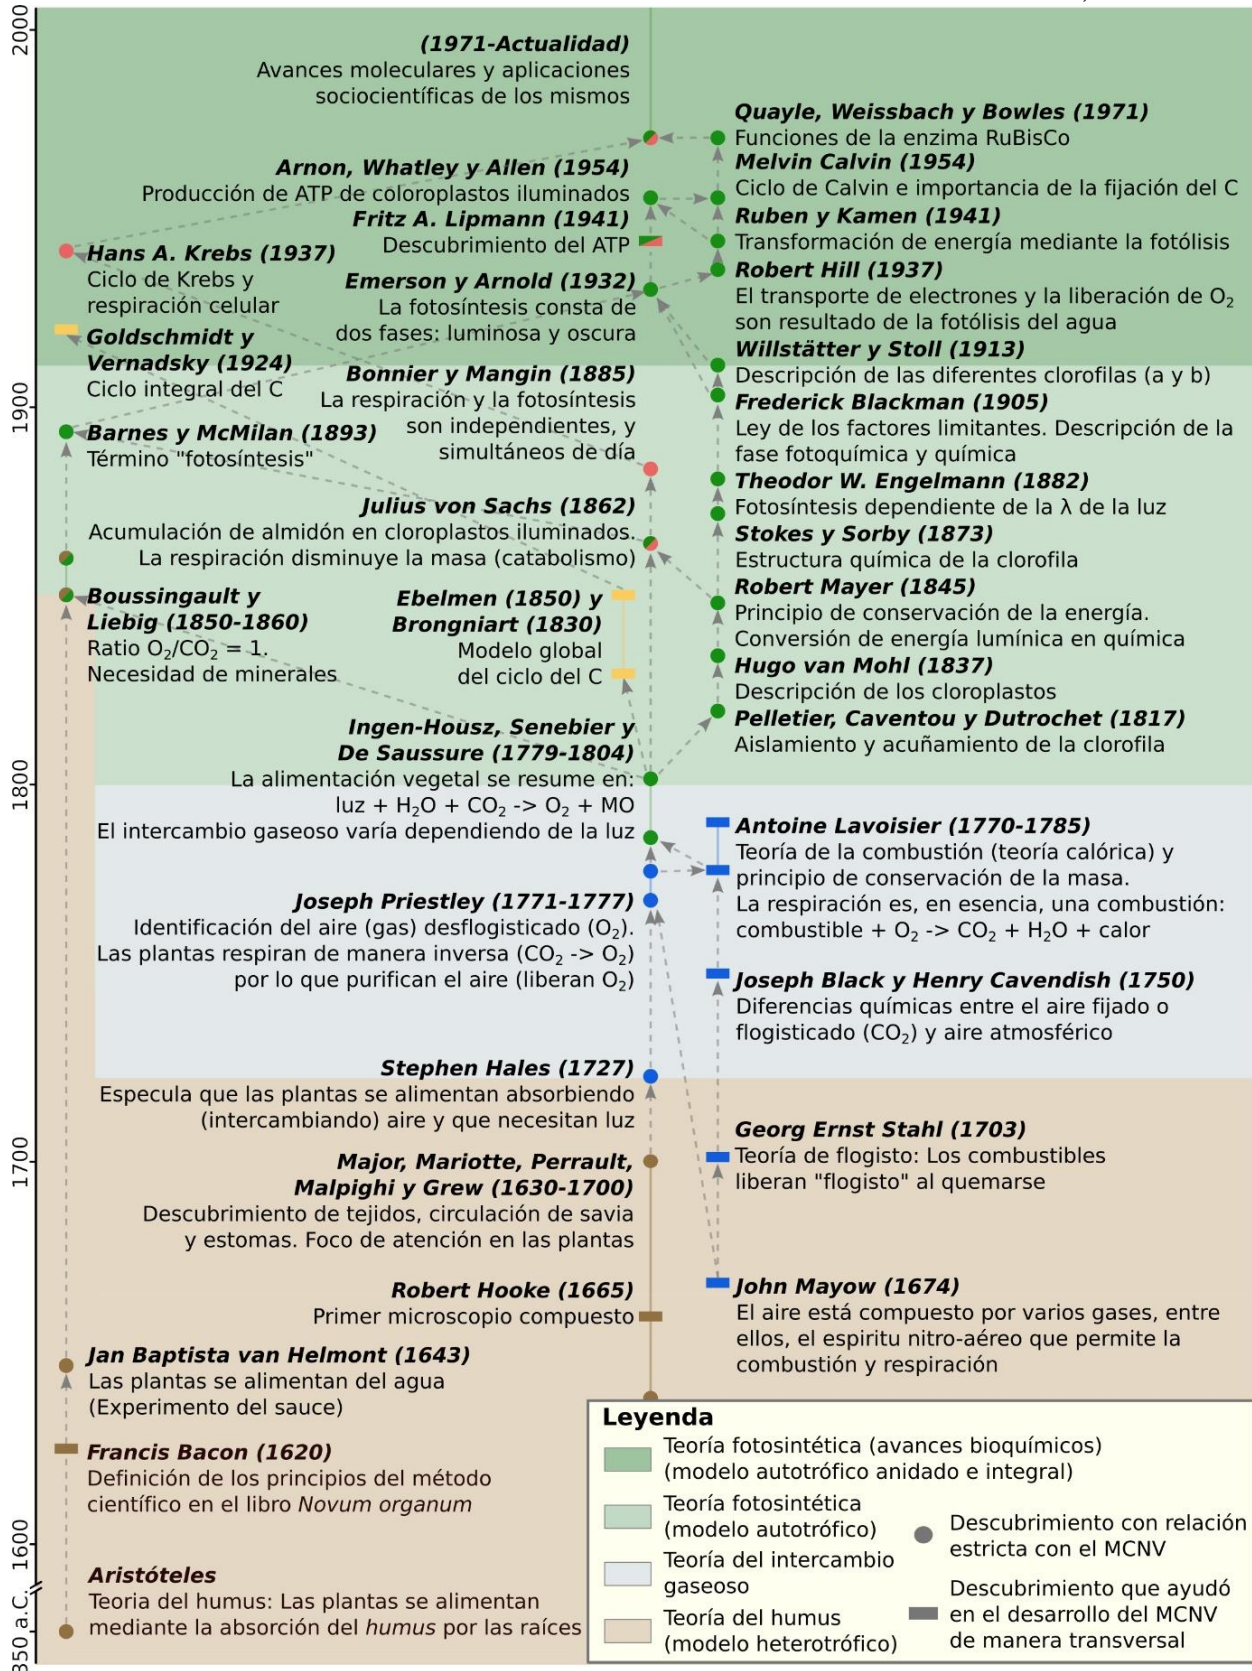 2000
(1971-Actualidad)
Avances moleculares y aplicaciones
sociocientíficas de los mismos
Quayle, Weissbach y Bowles (1971)
Funciones de la enzima RuBisCo
Arnon, Whatley y Allen (1954)
Producción de ATP de coloroplastos iluminados
Melvin Calvin (1954)
Ciclo de Calvin e importancia de la fijación del C
Fritz A. Lipmann (1941)
Descubrimiento del ATP
Ruben y Kamen (1941)
Transformación de energía mediante la fotólisis
Hans A. Krebs (1937)
Ciclo de Krebs y
respiración celular
Emerson y Arnold (1932)
La fotosíntesis consta de
dos fases: luminosa y oscura
Robert Hill (1937)
El transporte de electrones y la liberación de O₂
son resultado de la fotólisis del agua
Goldschmidt y
Vernadsky (1924)
Ciclo integral del C
Willstätter y Stoll (1913)
Descripción de las diferentes clorofilas (a y b)
1900
Bonnier y Mangin (1885)
La respiración y la fotosíntesis
son independientes, y
simultáneos de día
Frederick Blackman (1905)
Ley de los factores limitantes. Descripción de la
fase fotoquímica y química
Barnes y McMilan (1893)
Término "fotosíntesis"
Theodor W. Engelmann (1882)
Fotosíntesis dependiente de la λ de la luz
Julius von Sachs (1862)
Acumulación de almidón en cloroplastos iluminados.
La respiración disminuye la masa (catabolismo)
Stokes y Sorby (1873)
Estructura química de la clorofila
Boussingault y
Liebig (1850-1860)
Ratio O₂/CO₂ = 1.
Necesidad de minerales
Ebelmen (1850) y
Brongniart (1830)
Modelo global
del ciclo del C
Robert Mayer (1845)
Principio de conservación de la energía.
Conversión de energía lumínica en química
Hugo van Mohl (1837)
Descripción de los cloroplastos
Pelletier, Caventou y Dutrochet (1817)
Aislamiento y acuñamiento de la clorofila
1800
Ingen-Housz, Senebier y
De Saussure (1779-1804)
La alimentación vegetal se resume en:
luz + H₂O + CO₂ -> O₂ + MO
El intercambio gaseoso varía dependiendo de la luz
Antoine Lavoisier (1770-1785)
Teoría de la combustión (teoría calórica) y
principio de conservación de la masa.
La respiración es, en esencia, una combustión:
combustible + O₂ -> CO₂ + H₂O + calor
Joseph Priestley (1771-1777)
Identificación del aire (gas) desflogisticado (O₂).
Las plantas respiran de manera inversa (CO₂ -> O₂)
por lo que purifican el aire (liberan O₂)
Joseph Black y Henry Cavendish (1750)
Diferencias químicas entre el aire fijado o
flogisticado (CO₂) y aire atmosférico
Stephen Hales (1727)
Especula que las plantas se alimentan absorbiendo
(intercambiando) aire y que necesitan luz
1700
Georg Ernst Stahl (1703)
Teoría de flogisto: Los combustibles
liberan "flogisto" al quemarse
Major, Mariotte, Perrault,
Malpighi y Grew (1630-1700)
Descubrimiento de tejidos, circulación de savia
y estomas. Foco de atención en las plantas
Robert Hooke (1665)
Primer microscopio compuesto
John Mayow (1674)
El aire está compuesto por varios gases, entre
ellos, el espiritu nitro-aéreo que permite la
combustión y respiración
Jan Baptista van Helmont (1643)
Las plantas se alimentan del agua
(Experimento del sauce)
Francis Bacon (1620)
Definición de los principios del método
científico en el libro Novum organum
1600
Aristóteles
Teoria del humus: Las plantas se alimentan
mediante la absorción del humus por las raíces
350 a.C.
Leyenda
Teoría fotosintética (avances bioquímicos)
(modelo autotrófico anidado e integral)
Teoría fotosintética
(modelo autotrófico)
Teoría del intercambio
gaseoso
Teoría del humus
(modelo heterotrófico)
Descubrimiento con relación
estricta con el MCNV
Descubrimiento que ayudó
en el desarrollo del MCNV
de manera transversal